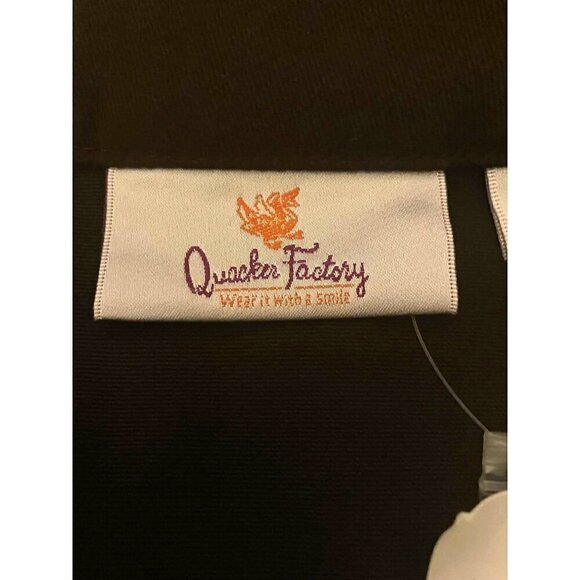 Quacker Factory
Wear it with a smile